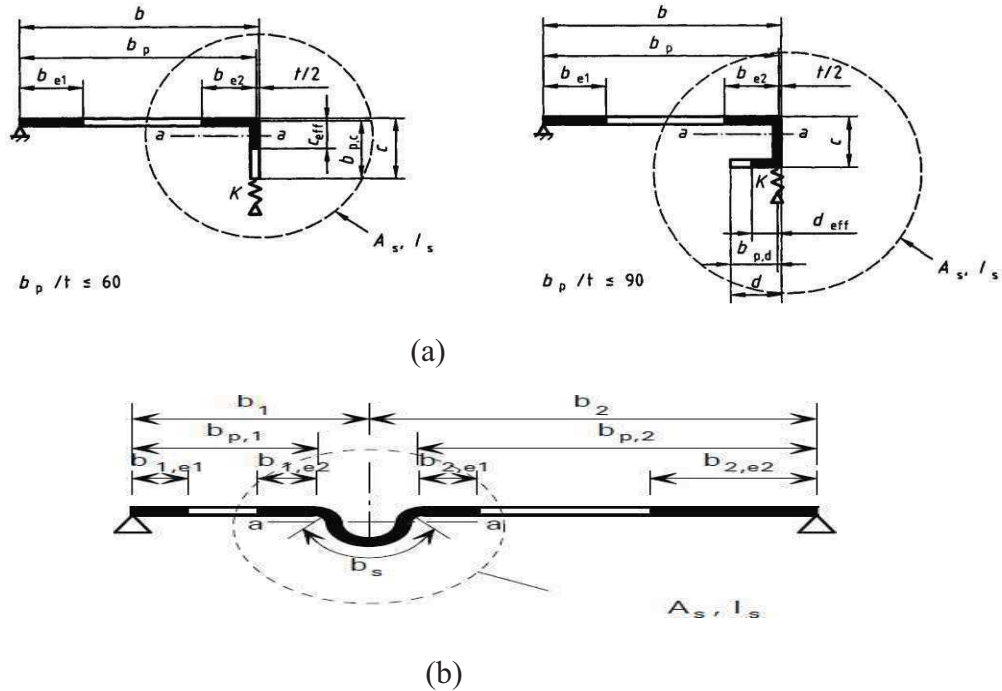 b
b p
b e1
b e2
t/2
a
a
c eff
b p,c
c
K
A s, I s
b p /t ≤ 60
b
b p
b e1
b e2
t/2
a
a
c
K
d eff
b p,d
d
A s, I s
b p /t ≤ 90
(a)
b 1
b 2
b p,1
b p,2
b 1,e1
b 1,e2
b 2,e1
b 2,e2
a
a
b s
A s , I s
(b)